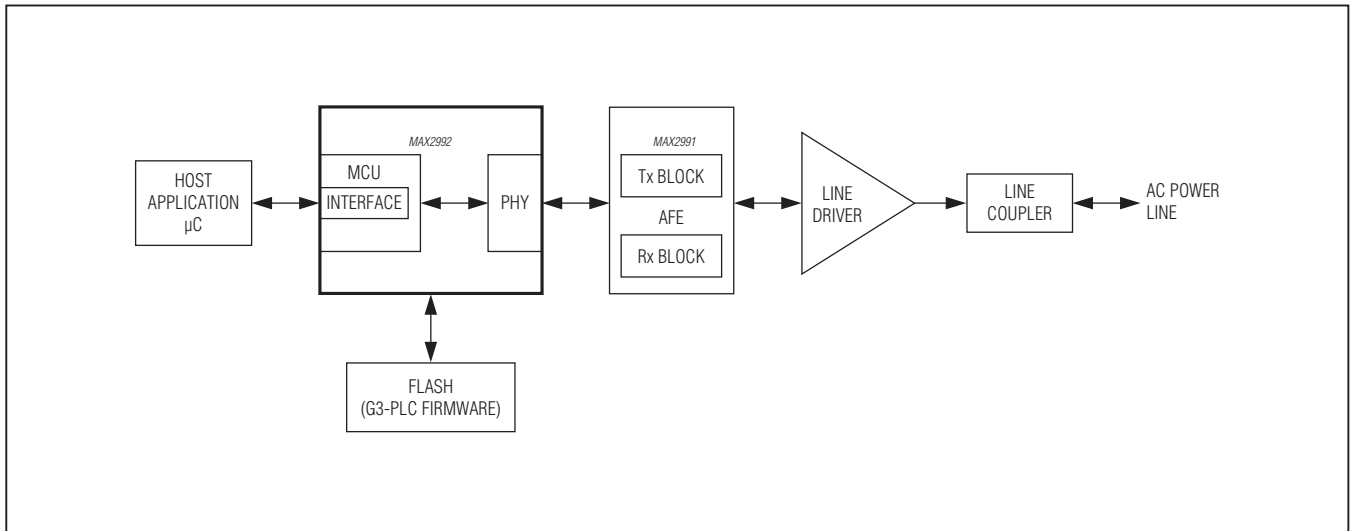 HOST
APPLICATION
µC
MAX2992
MCU
INTERFACE
PHY
FLASH
(G3-PLC FIRMWARE)
MAX2991
Tx BLOCK
AFE
Rx BLOCK
LINE
DRIVER
LINE
COUPLER
AC POWER
LINE